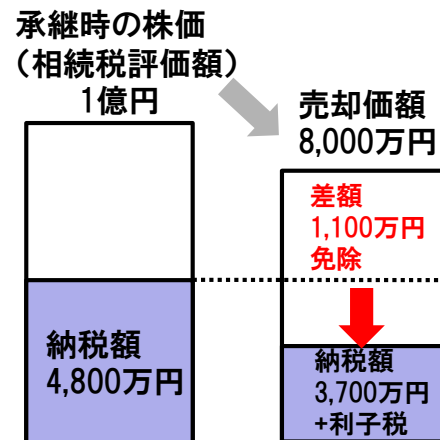 承継時の株価
（相続税評価額）
1億円
売却価額
8,000万円
差額
1,100万円
免除
納税額
4,800万円
納税額
3,700万円
+利子税